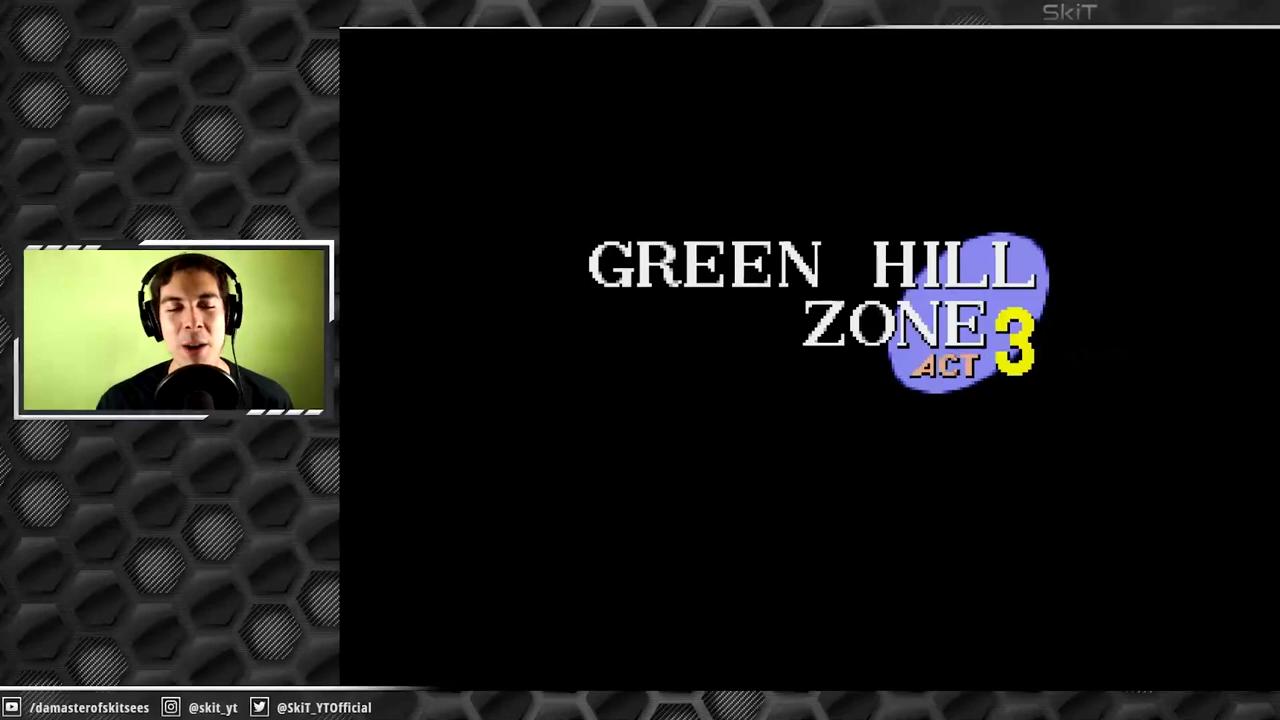 SkiT
GREEN HILL
ZONE 3
ACT
/damasterofskitsees @skit_yt @SkiT_YTOfficial